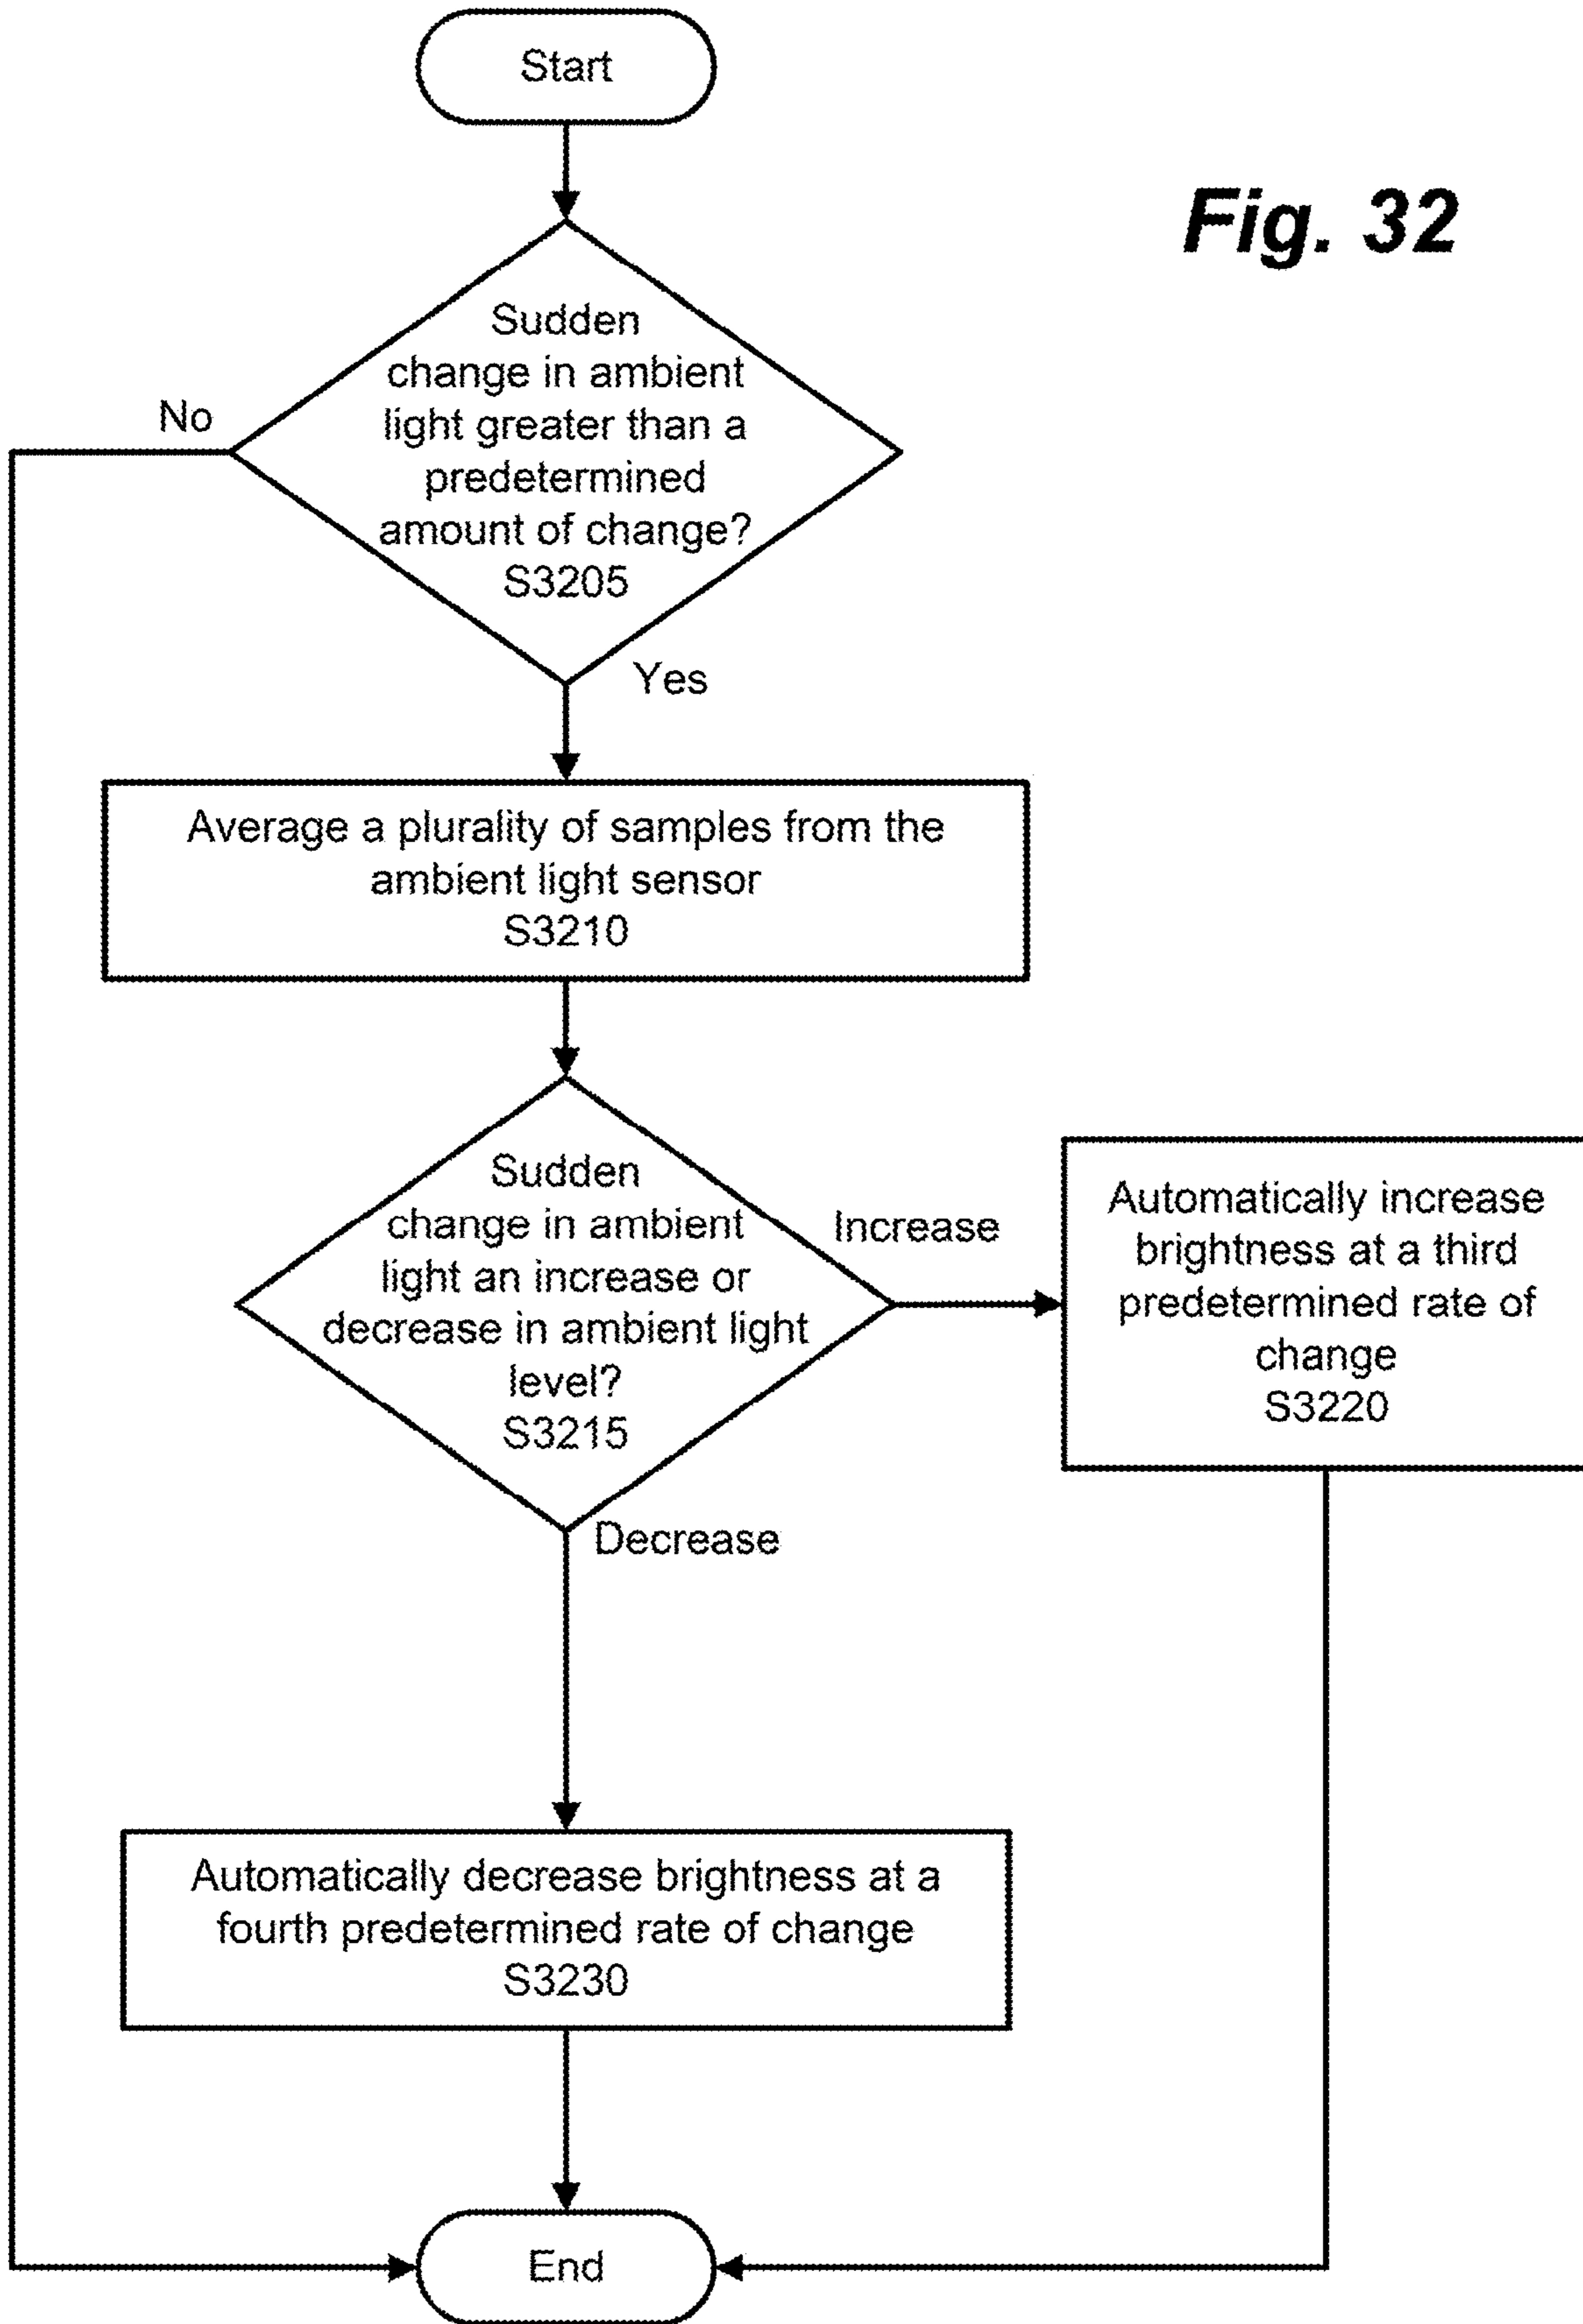 Start
Fig. 32
Sudden
change in ambient
light greater than a
predetermined
amount of change?
S3205
No
Yes
Average a plurality of samples from the
ambient light sensor
S3210
Sudden
change in ambient
light an increase or
decrease in ambient light
level?
S3215
Increase
Automatically increase
brightness at a third
predetermined rate of
change
S3220
Decrease
Automatically decrease brightness at a
fourth predetermined rate of change
S3230
End